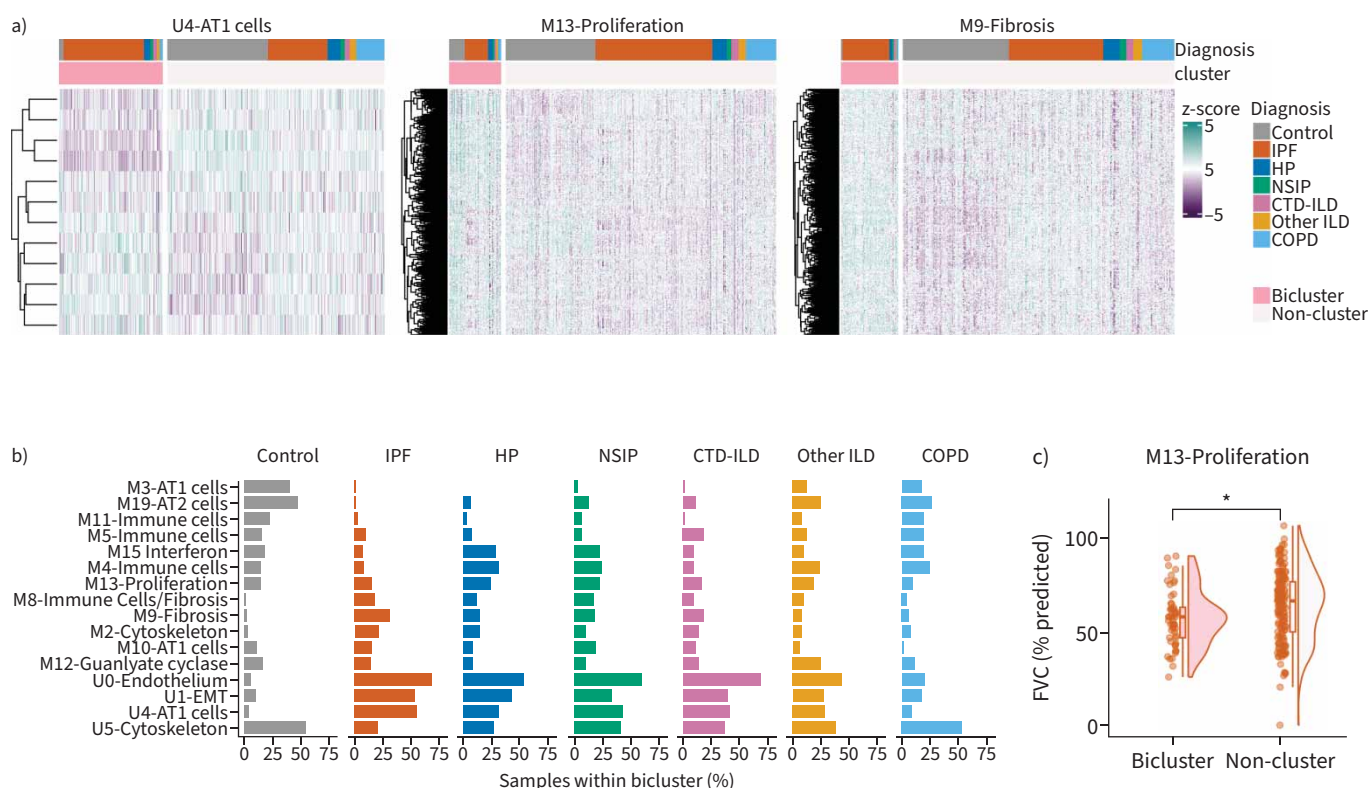 a)
U4-AT1 cells
M13-Proliferation
M9-Fibrosis
Diagnosis
cluster
z-score
5
5
–5
Diagnosis
Control
IPF
HP
NSIP
CTD-ILD
Other ILD
COPD
Bicluster
Non-cluster
b)
Control
IPF
HP
NSIP
CTD-ILD
Other ILD
COPD
M3-AT1 cells
M19-AT2 cells
M11-Immune cells
M5-Immune cells
M15 Interferon
M4-Immune cells
M13-Proliferation
M8-Immune Cells/Fibrosis
M9-Fibrosis
M2-Cytoskeleton
M10-AT1 cells
M12-Guanlyate cyclase
U0-Endothelium
U1-EMT
U4-AT1 cells
U5-Cytoskeleton
0 25 50 75
0 25 50 75
0 25 50 75
0 25 50 75
0 25 50 75
0 25 50 75
0 25 50 75
Samples within bicluster (%)
c)
M13-Proliferation
*
FVC (% predicted)
100
50
0
Bicluster
Non-cluster